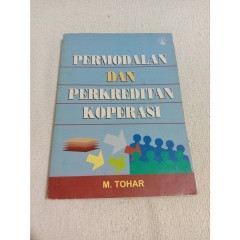 PERMODALAN
DAN
PERKREDITAN
KOPERASI
M. TOHAR